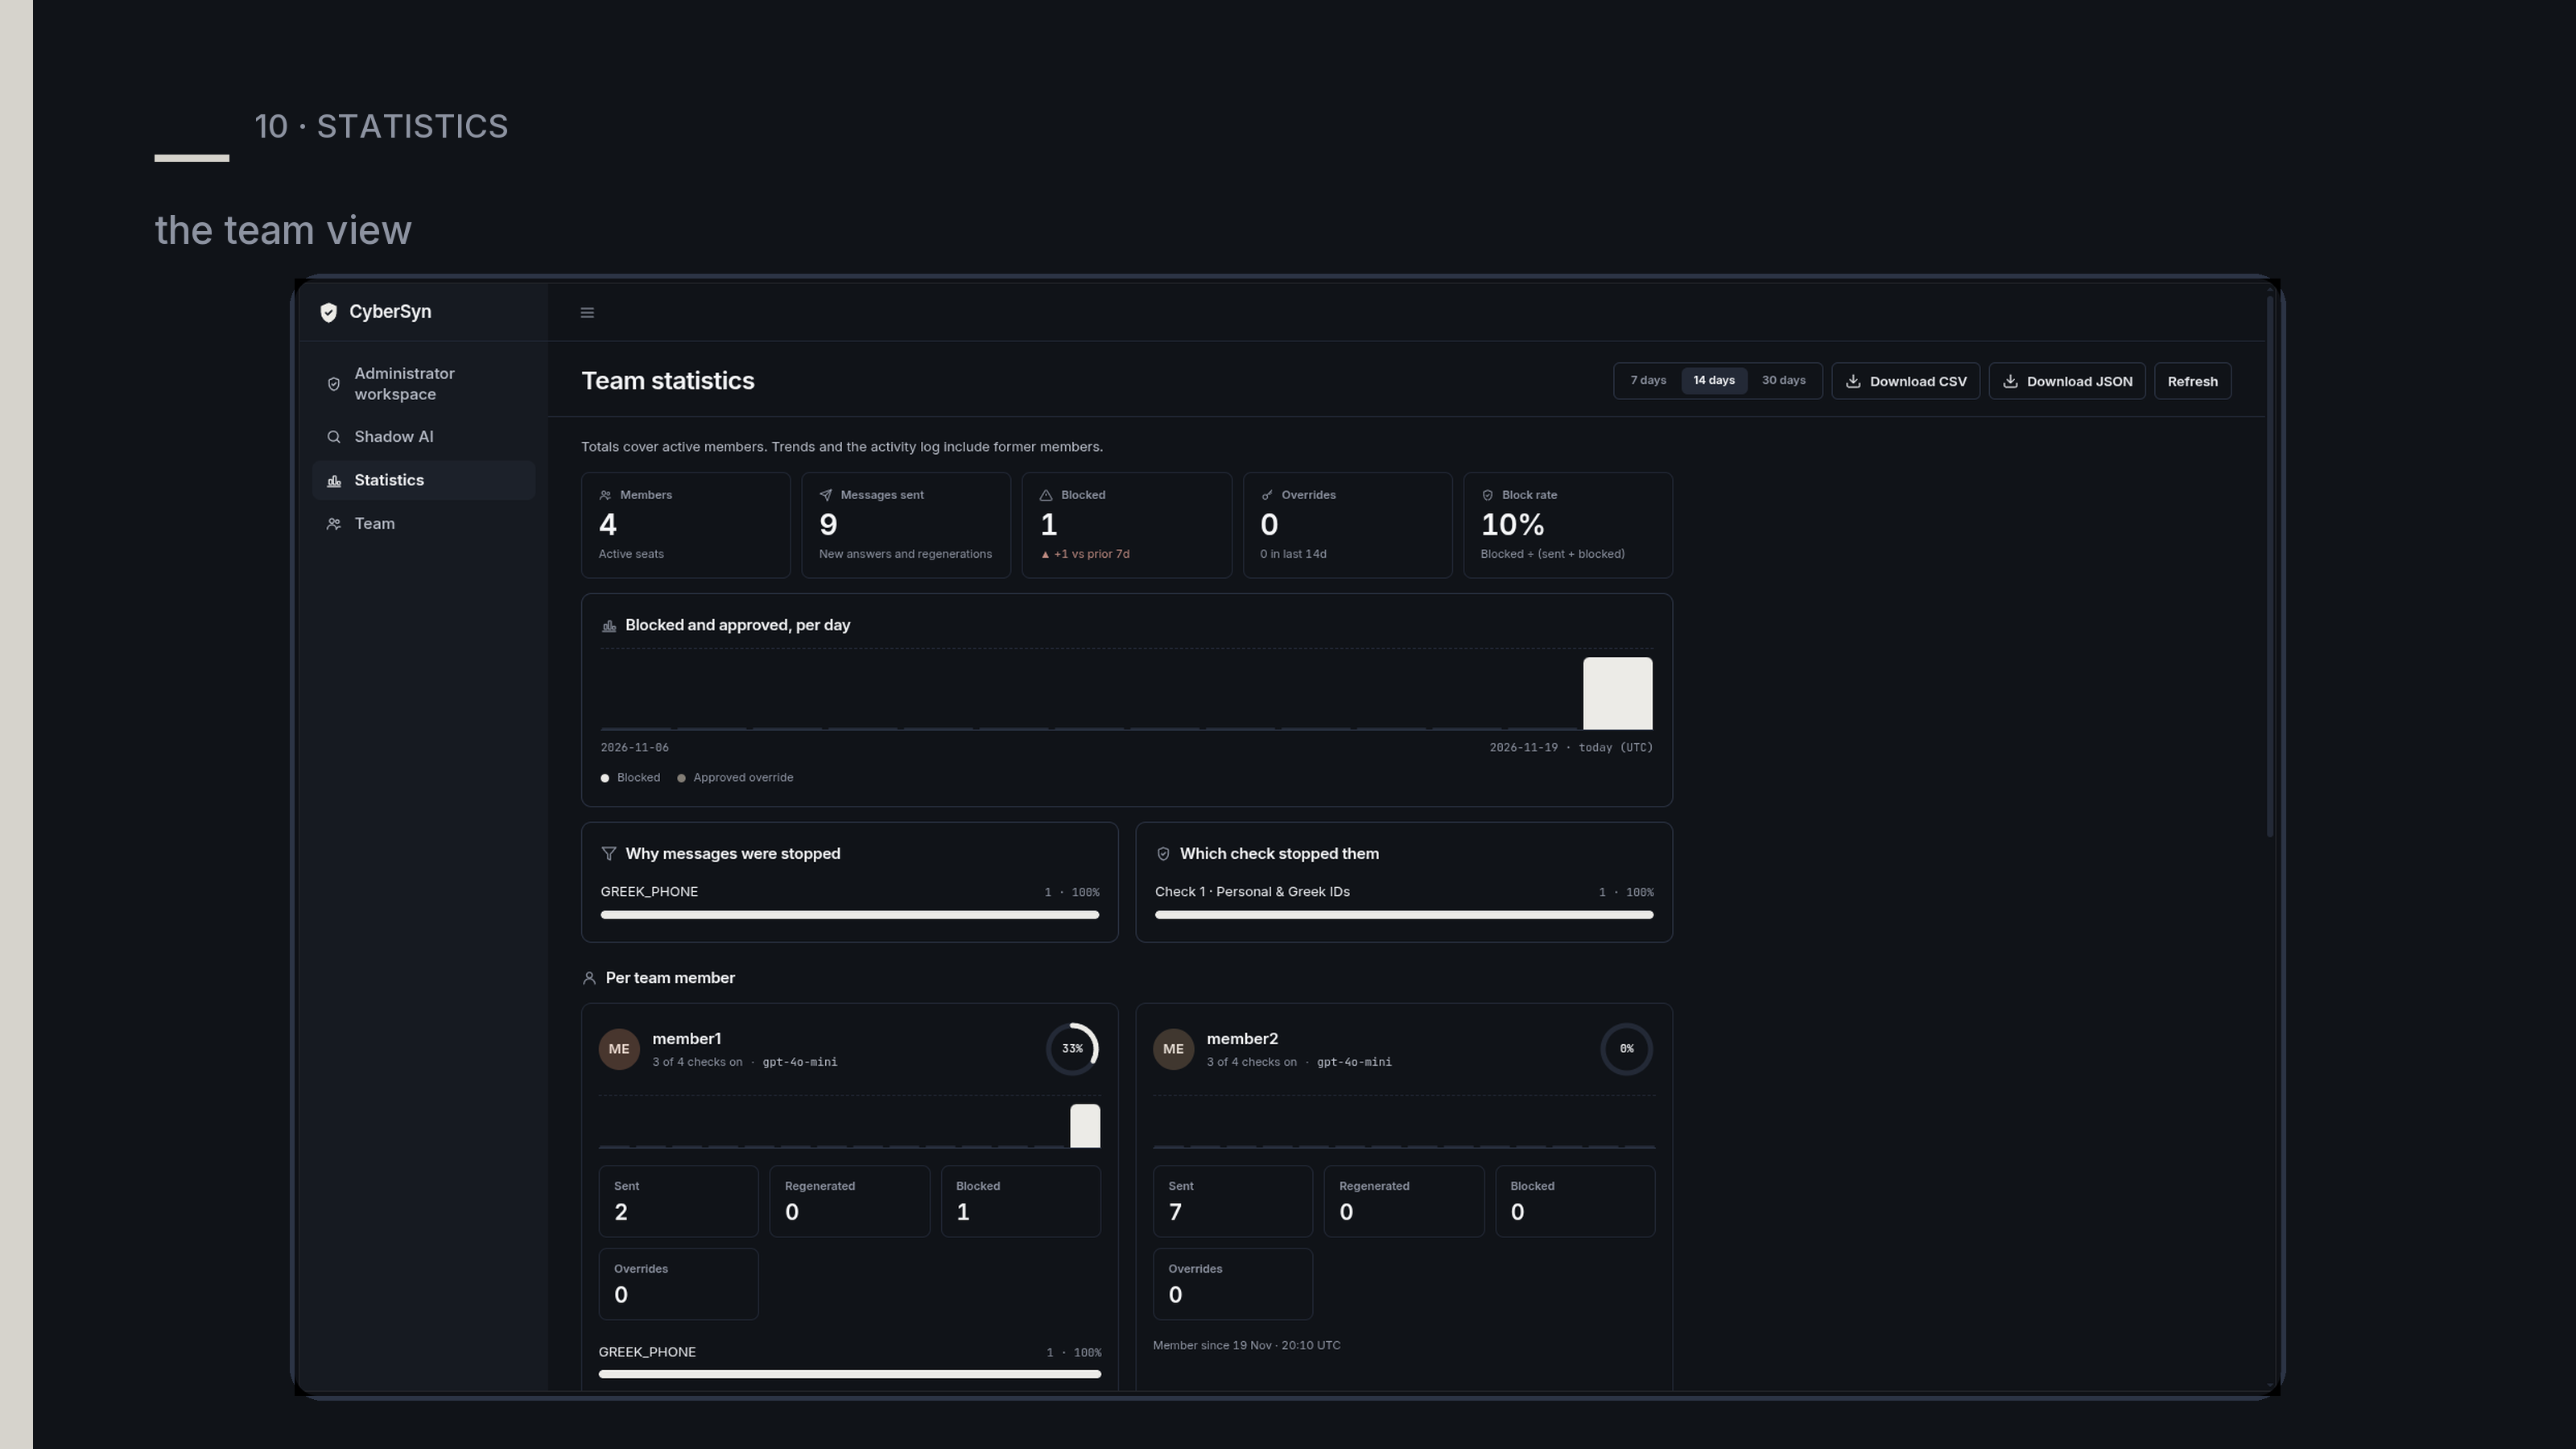 10 · STATISTICS
the team view
CyberSyn
Administrator
workspace
Shadow AI
Statistics
Team
Team statistics
7 days 14 days 30 days Download CSV Download JSON Refresh
Totals cover active members. Trends and the activity log include former members.
Members Messages sent Blocked Overrides Block rate
4 9 1 0 10%
Active seats New answers and regenerations ▲ +1 vs prior 7d 0 in last 14d Blocked ÷ (sent + blocked)
Blocked and approved, per day
2026-11-06 2026-11-19 · today (UTC)
Blocked Approved override
Why messages were stopped
GREEK_PHONE 1 · 100%
Which check stopped them
Check 1 · Personal & Greek IDs 1 · 100%
Per team member
ME member1 33%
3 of 4 checks on · gpt-4o-mini
Sent Regenerated Blocked
2 0 1
Overrides
0
GREEK_PHONE 1 · 100%
ME member2 0%
3 of 4 checks on · gpt-4o-mini
Sent Regenerated Blocked
7 0 0
Overrides
0
Member since 19 Nov · 20:10 UTC